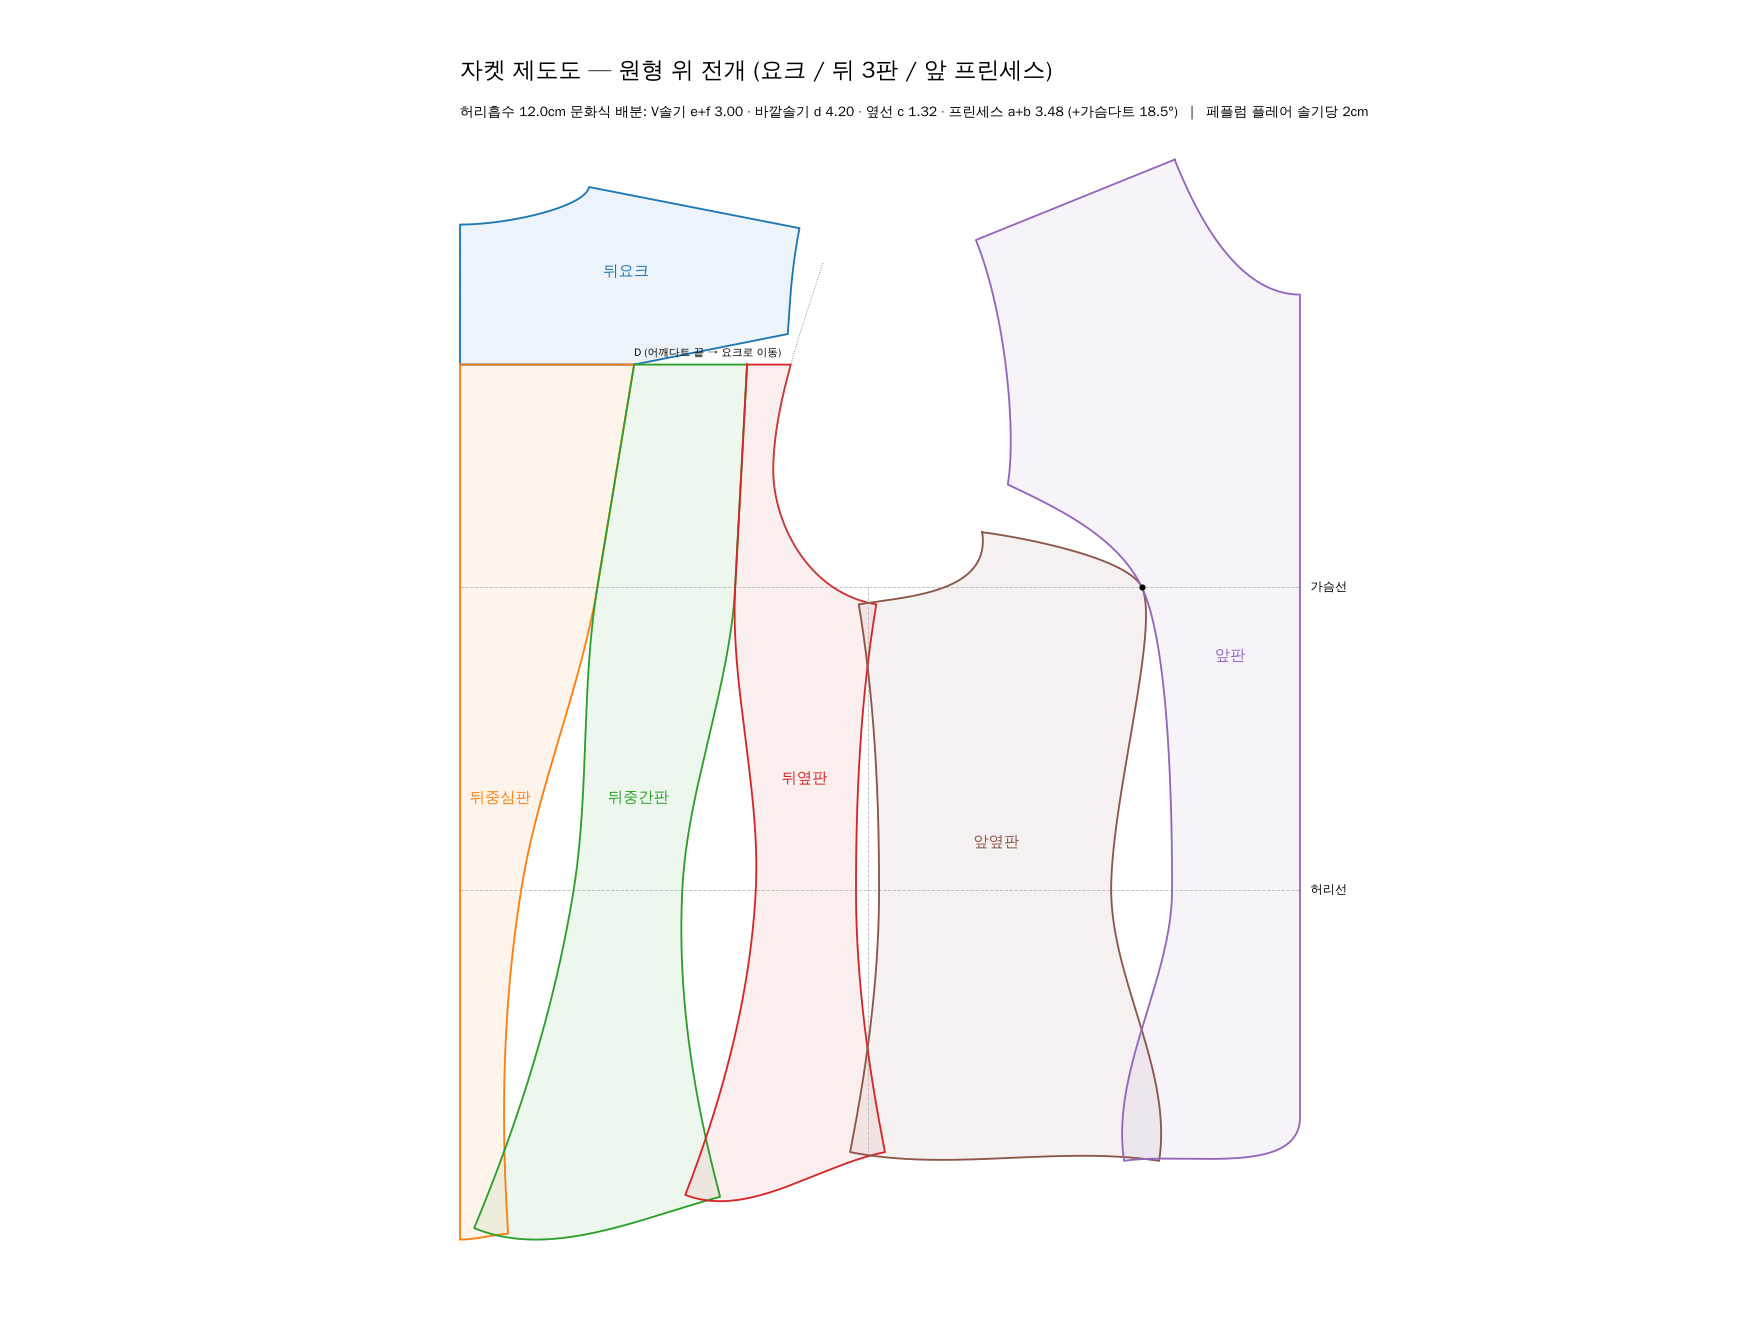 자켓 제도도 — 원형 위 전개 (요크 / 뒤 3판 / 앞 프린세스)
허리흡수 12.0cm 문화식 배분: V솔기 e+f 3.00 · 바깥솔기 d 4.20 · 옆선 c 1.32 · 프린세스 a+b 3.48 (+가슴다트 18.5°) | 페플럼 플레어 솔기당 2cm
뒤요크
D (어깨다트 끝 → 요크로 이동)
가슴선
앞판
뒤옆판
뒤중심판
뒤중간판
앞옆판
허리선